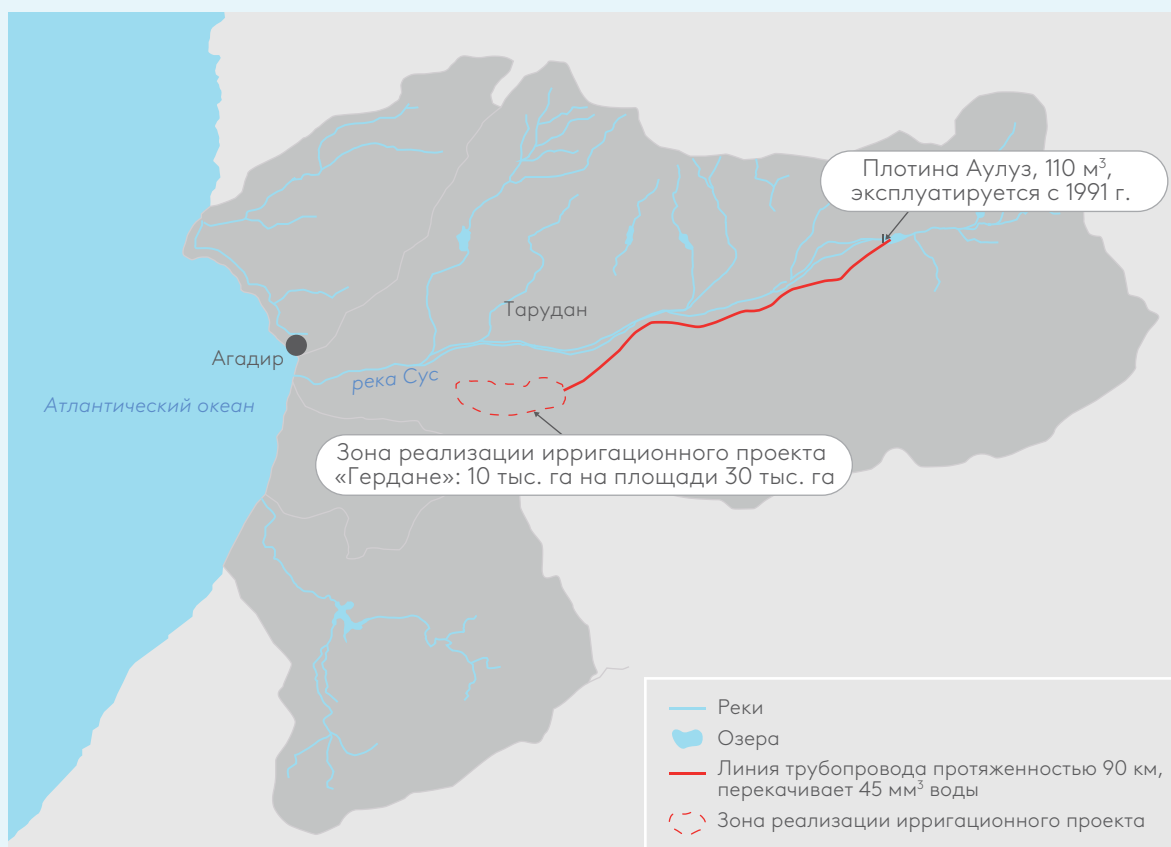 Плотина Аулуз, 110 м³,
эксплуатируется с 1991 г.
Тарудан
Агадир
река Сус
Атлантический океан
Зона реализации ирригационного проекта
«Гердане»: 10 тыс. га на площади 30 тыс. га
Реки
Озера
Линия трубопровода протяженностью 90 км,
перекачивает 45 мм³ воды
Зона реализации ирригационного проекта